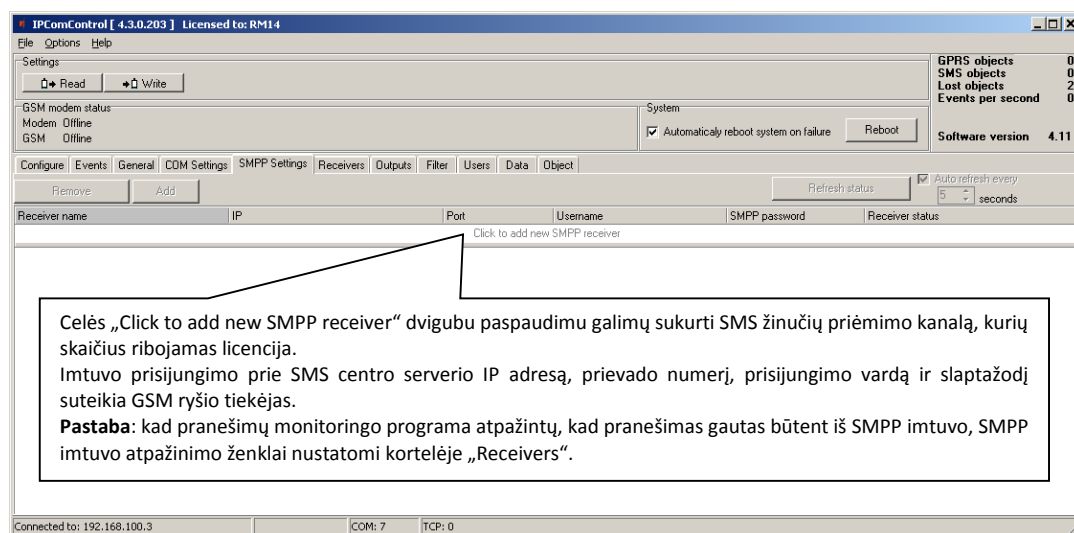 IPComControl [ 4.3.0.203 ] Licensed to: RM14
File Options Help
Settings
Read Write
GPRS objects 0
SMS objects 0
Lost objects 2
Events per second 0
GSM modem status
Modem Offline
GSM Offline
System
Automaticaly reboot system on failure Reboot
Software version 4.11
Configure Events General COM Settings SMPP Settings Receivers Outputs Filter Users Data Object
Remove Add Refresh status
Auto refresh every
5 seconds
Receiver name IP Port Username SMPP password Receiver status
Click to add new SMPP receiver
Celės „Click to add new SMPP receiver“ dvigubu paspaudimu galimų sukurti SMS žinučių priėmimo kanalą, kurių
skaičius ribojamas licencija.
Imtuvo prisijungimo prie SMS centro serverio IP adresą, prievado numerį, prisijungimo vardą ir slaptažodį
suteikia GSM ryšio tiekėjas.
Pastaba: kad pranešimų monitoringo programa atpažintų, kad pranešimas gautas būtent iš SMPP imtuvo, SMPP
imtuvo atpažinimo ženklai nustatomi kortelėje „Receivers“.
Connected to: 192.168.100.3 COM: 7 TCP: 0